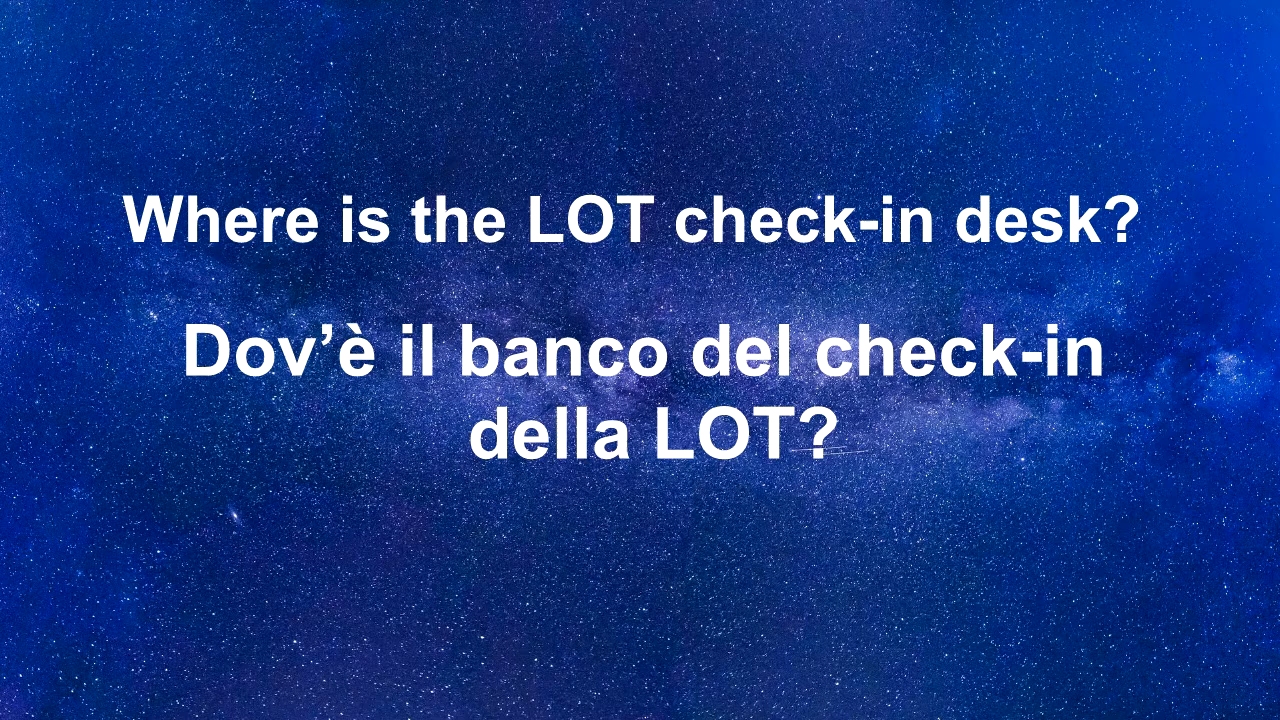 Where is the LOT check-in desk?
Dov’è il banco del check-in
della LOT?